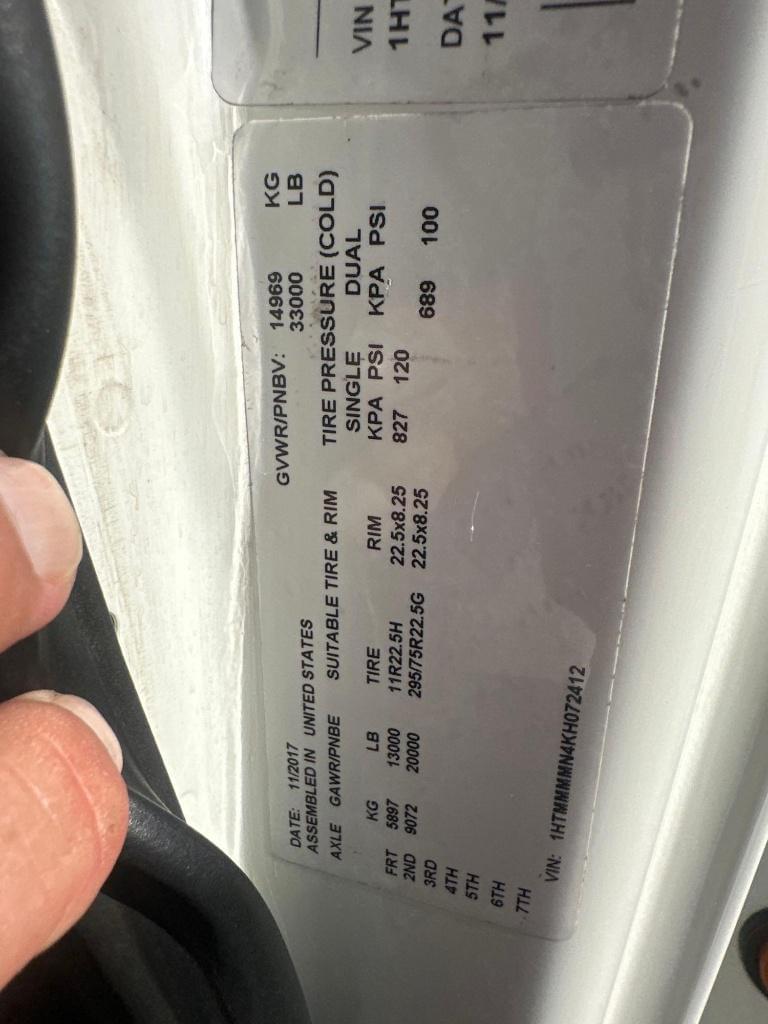 VIN
1HT
DA
11/
DATE: 11/2017 GVWR/PNBV: 14969 KG
ASSEMBLED IN UNITED STATES 33000 LB
AXLE GAWR/PNBE SUITABLE TIRE & RIM TIRE PRESSURE (COLD)
SINGLE DUAL
KG LB TIRE RIM KPA PSI KPA PSI
FRT 5897 13000 11R22.5H 22.5x8.25 827 120
2ND 9072 20000 295/75R22.5G 22.5x8.25 689 100
3RD
4TH
5TH
6TH
7TH
VIN: 1HTMMMMN4KH072412